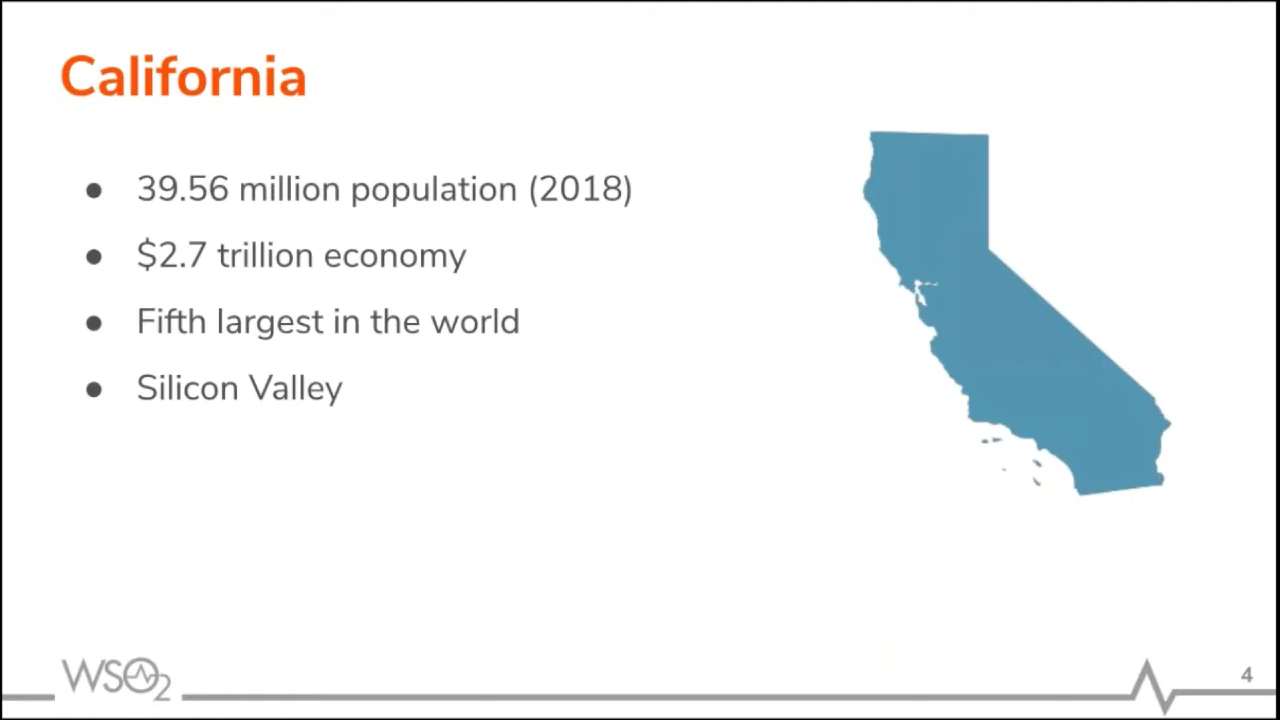 California
● 39.56 million population (2018)
● $2.7 trillion economy
● Fifth largest in the world
● Silicon Valley
WSO2
4